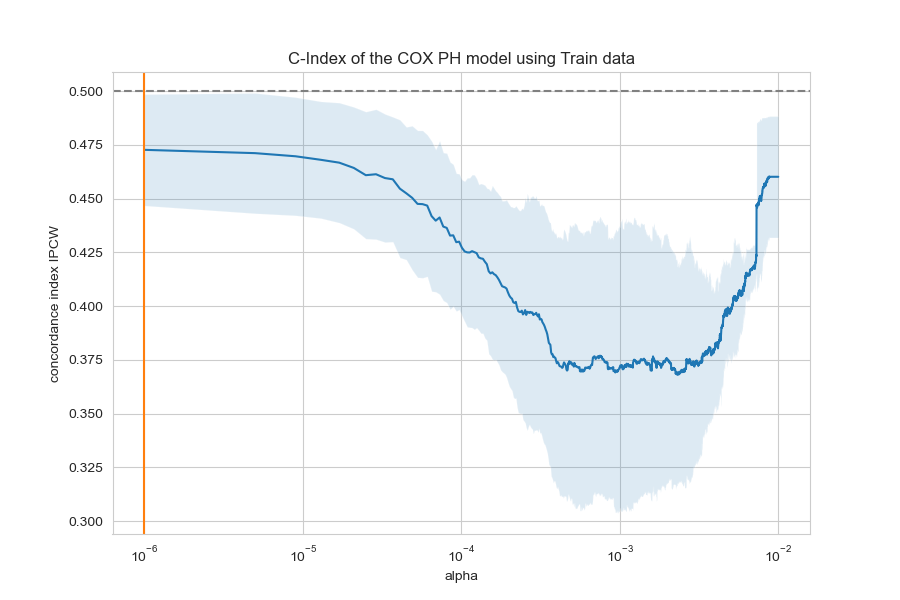 C-Index of the COX PH model using Train data
concordance index IPCW
0.500
0.475
0.450
0.425
0.400
0.375
0.350
0.325
0.300
10⁻⁶ 10⁻⁵ 10⁻⁴ 10⁻³ 10⁻²
alpha